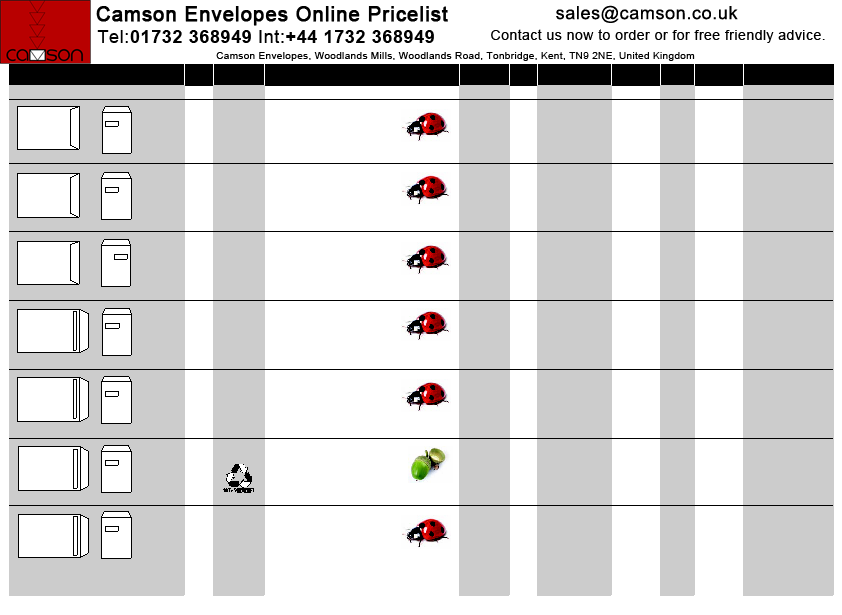 Camson Envelopes Online Pricelist
sales@camson.co.uk
Tel:01732 368949 Int:+44 1732 368949
Contact us now to order or for free friendly advice.
camson
Camson Envelopes, Woodlands Mills, Woodlands Road, Tonbridge, Kent, TN9 2NE, United Kingdom